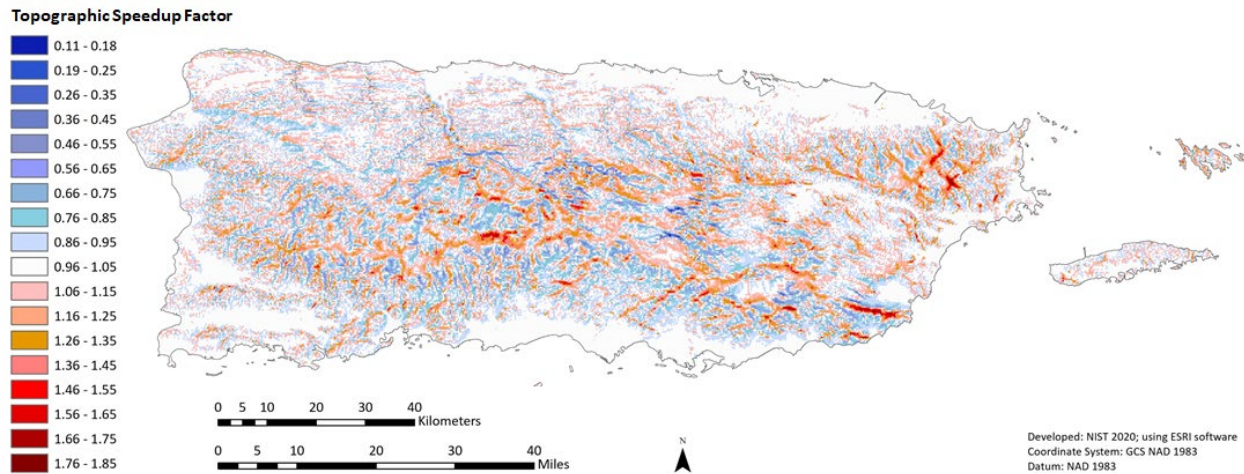 Topographic Speedup Factor
0.11 - 0.18
0.19 - 0.25
0.26 - 0.35
0.36 - 0.45
0.46 - 0.55
0.56 - 0.65
0.66 - 0.75
0.76 - 0.85
0.86 - 0.95
0.96 - 1.05
1.06 - 1.15
1.16 - 1.25
1.26 - 1.35
1.36 - 1.45
1.46 - 1.55
1.56 - 1.65
1.66 - 1.75
1.76 - 1.85
0 5 10 20 30 40
Kilometers
0 5 10 20 30 40
Miles
N
Developed: NIST 2020; using ESRI software
Coordinate System: GCS NAD 1983
Datum: NAD 1983